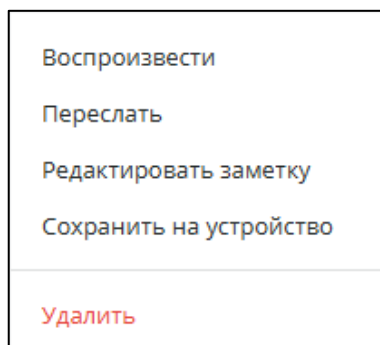 Воспроизвести
Переслать
Редактировать заметку
Сохранить на устройство
Удалить